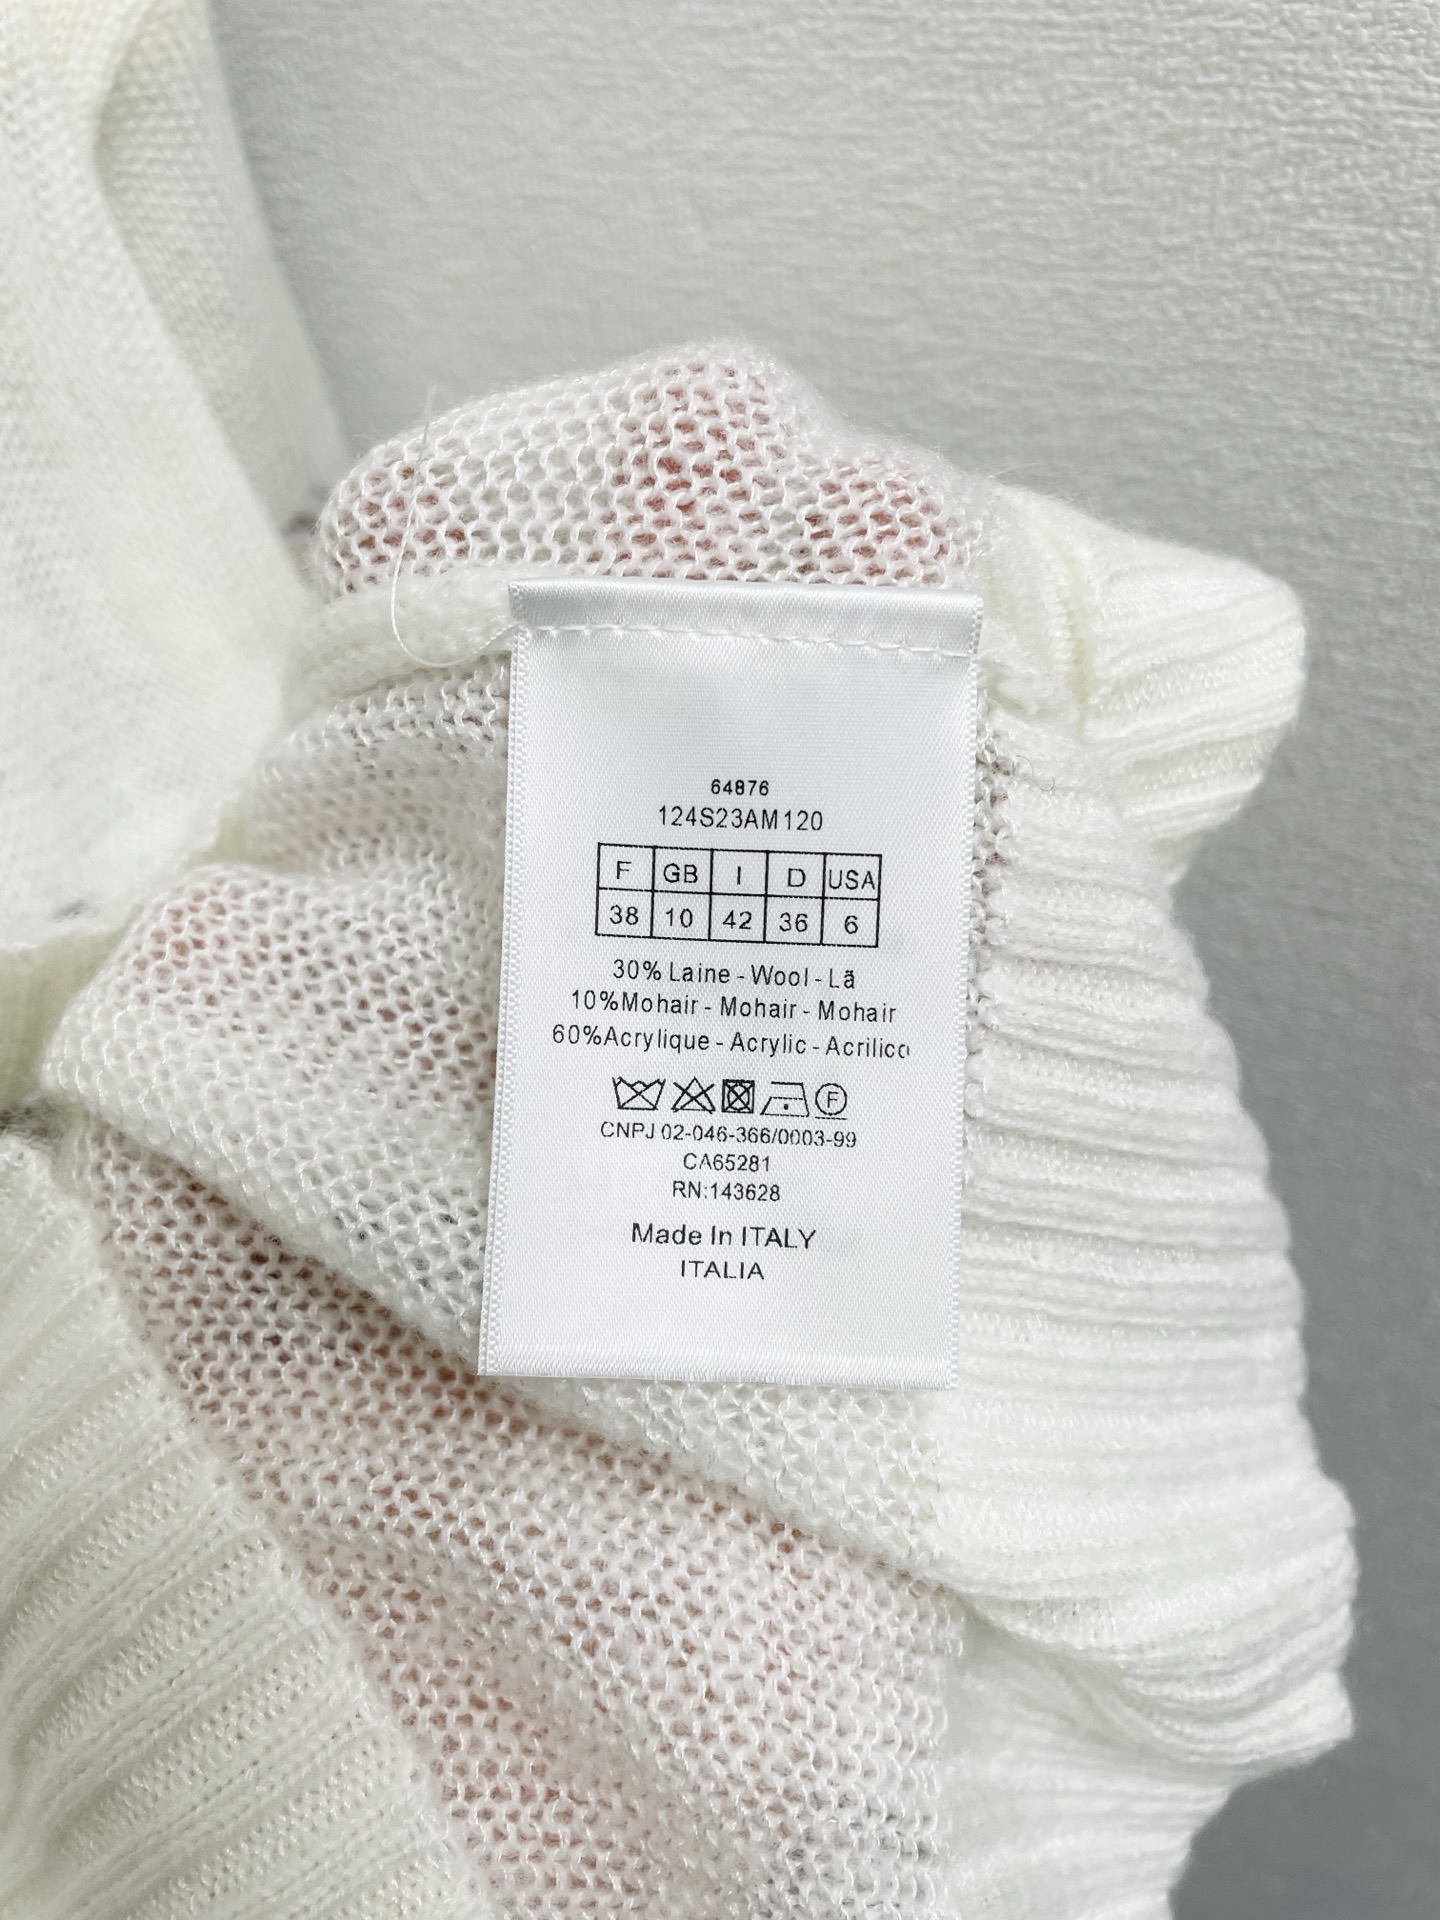 64876
124S23AM120
F GB I D USA
38 10 42 36 6
30% Laine - Wool - Lã
10%Mohair - Mohair - Mohair
60%Acrylique - Acrylic - Acrilico
F
CNPJ 02-046-366/0003-99
CA65281
RN:143628
Made In ITALY
ITALIA